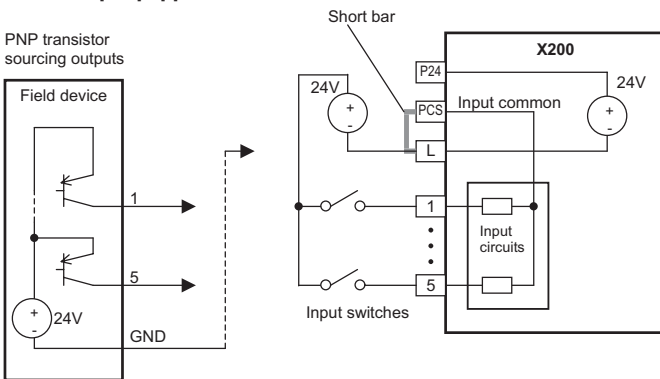 PNP transistor
sourcing outputs
Field device
1
5
+
-
24V
GND
Short bar
24V
+
-
P24
PCS
L
1
5
Input common
Input
circuits
Input switches
X200
24V
+
-